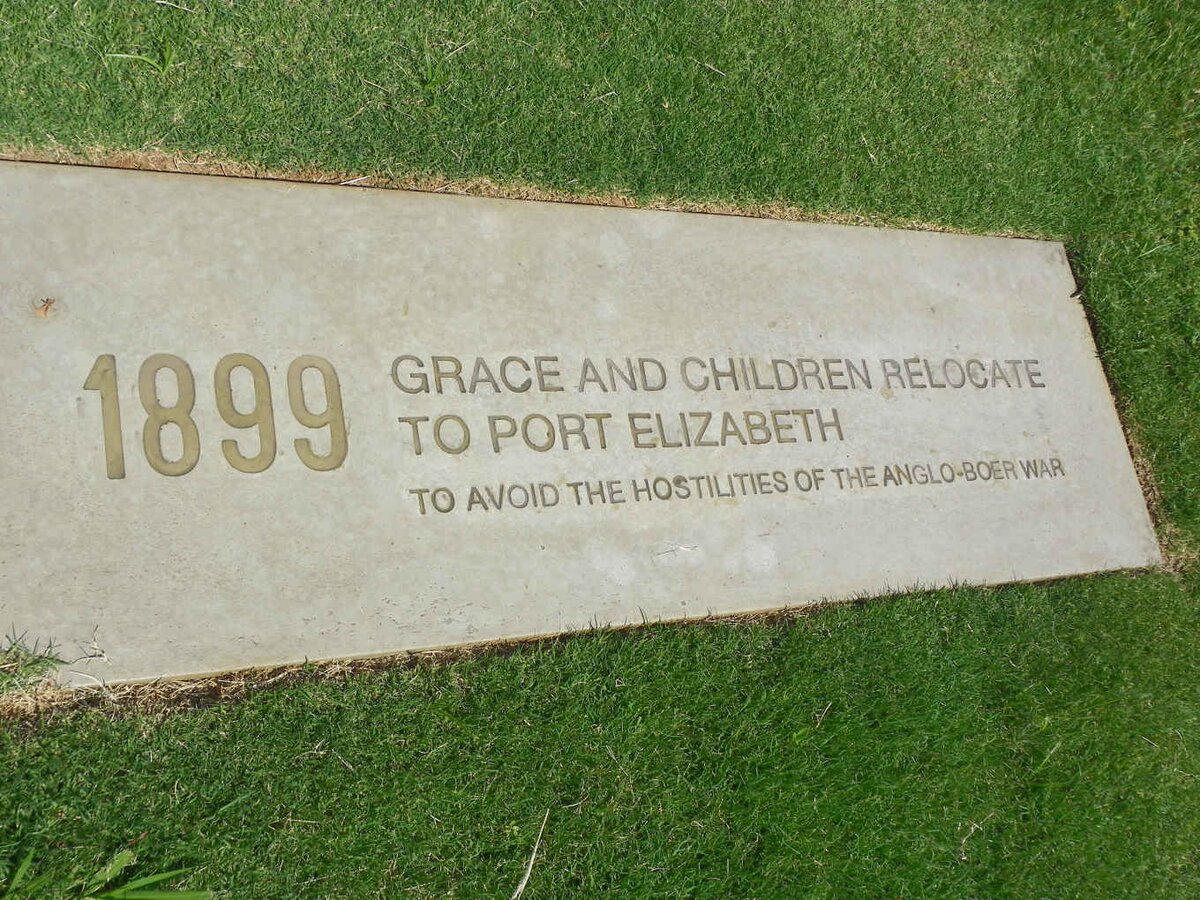 1899
GRACE AND CHILDREN RELOCATE
TO PORT ELIZABETH
TO AVOID THE HOSTILITIES OF THE ANGLO-BOER WAR